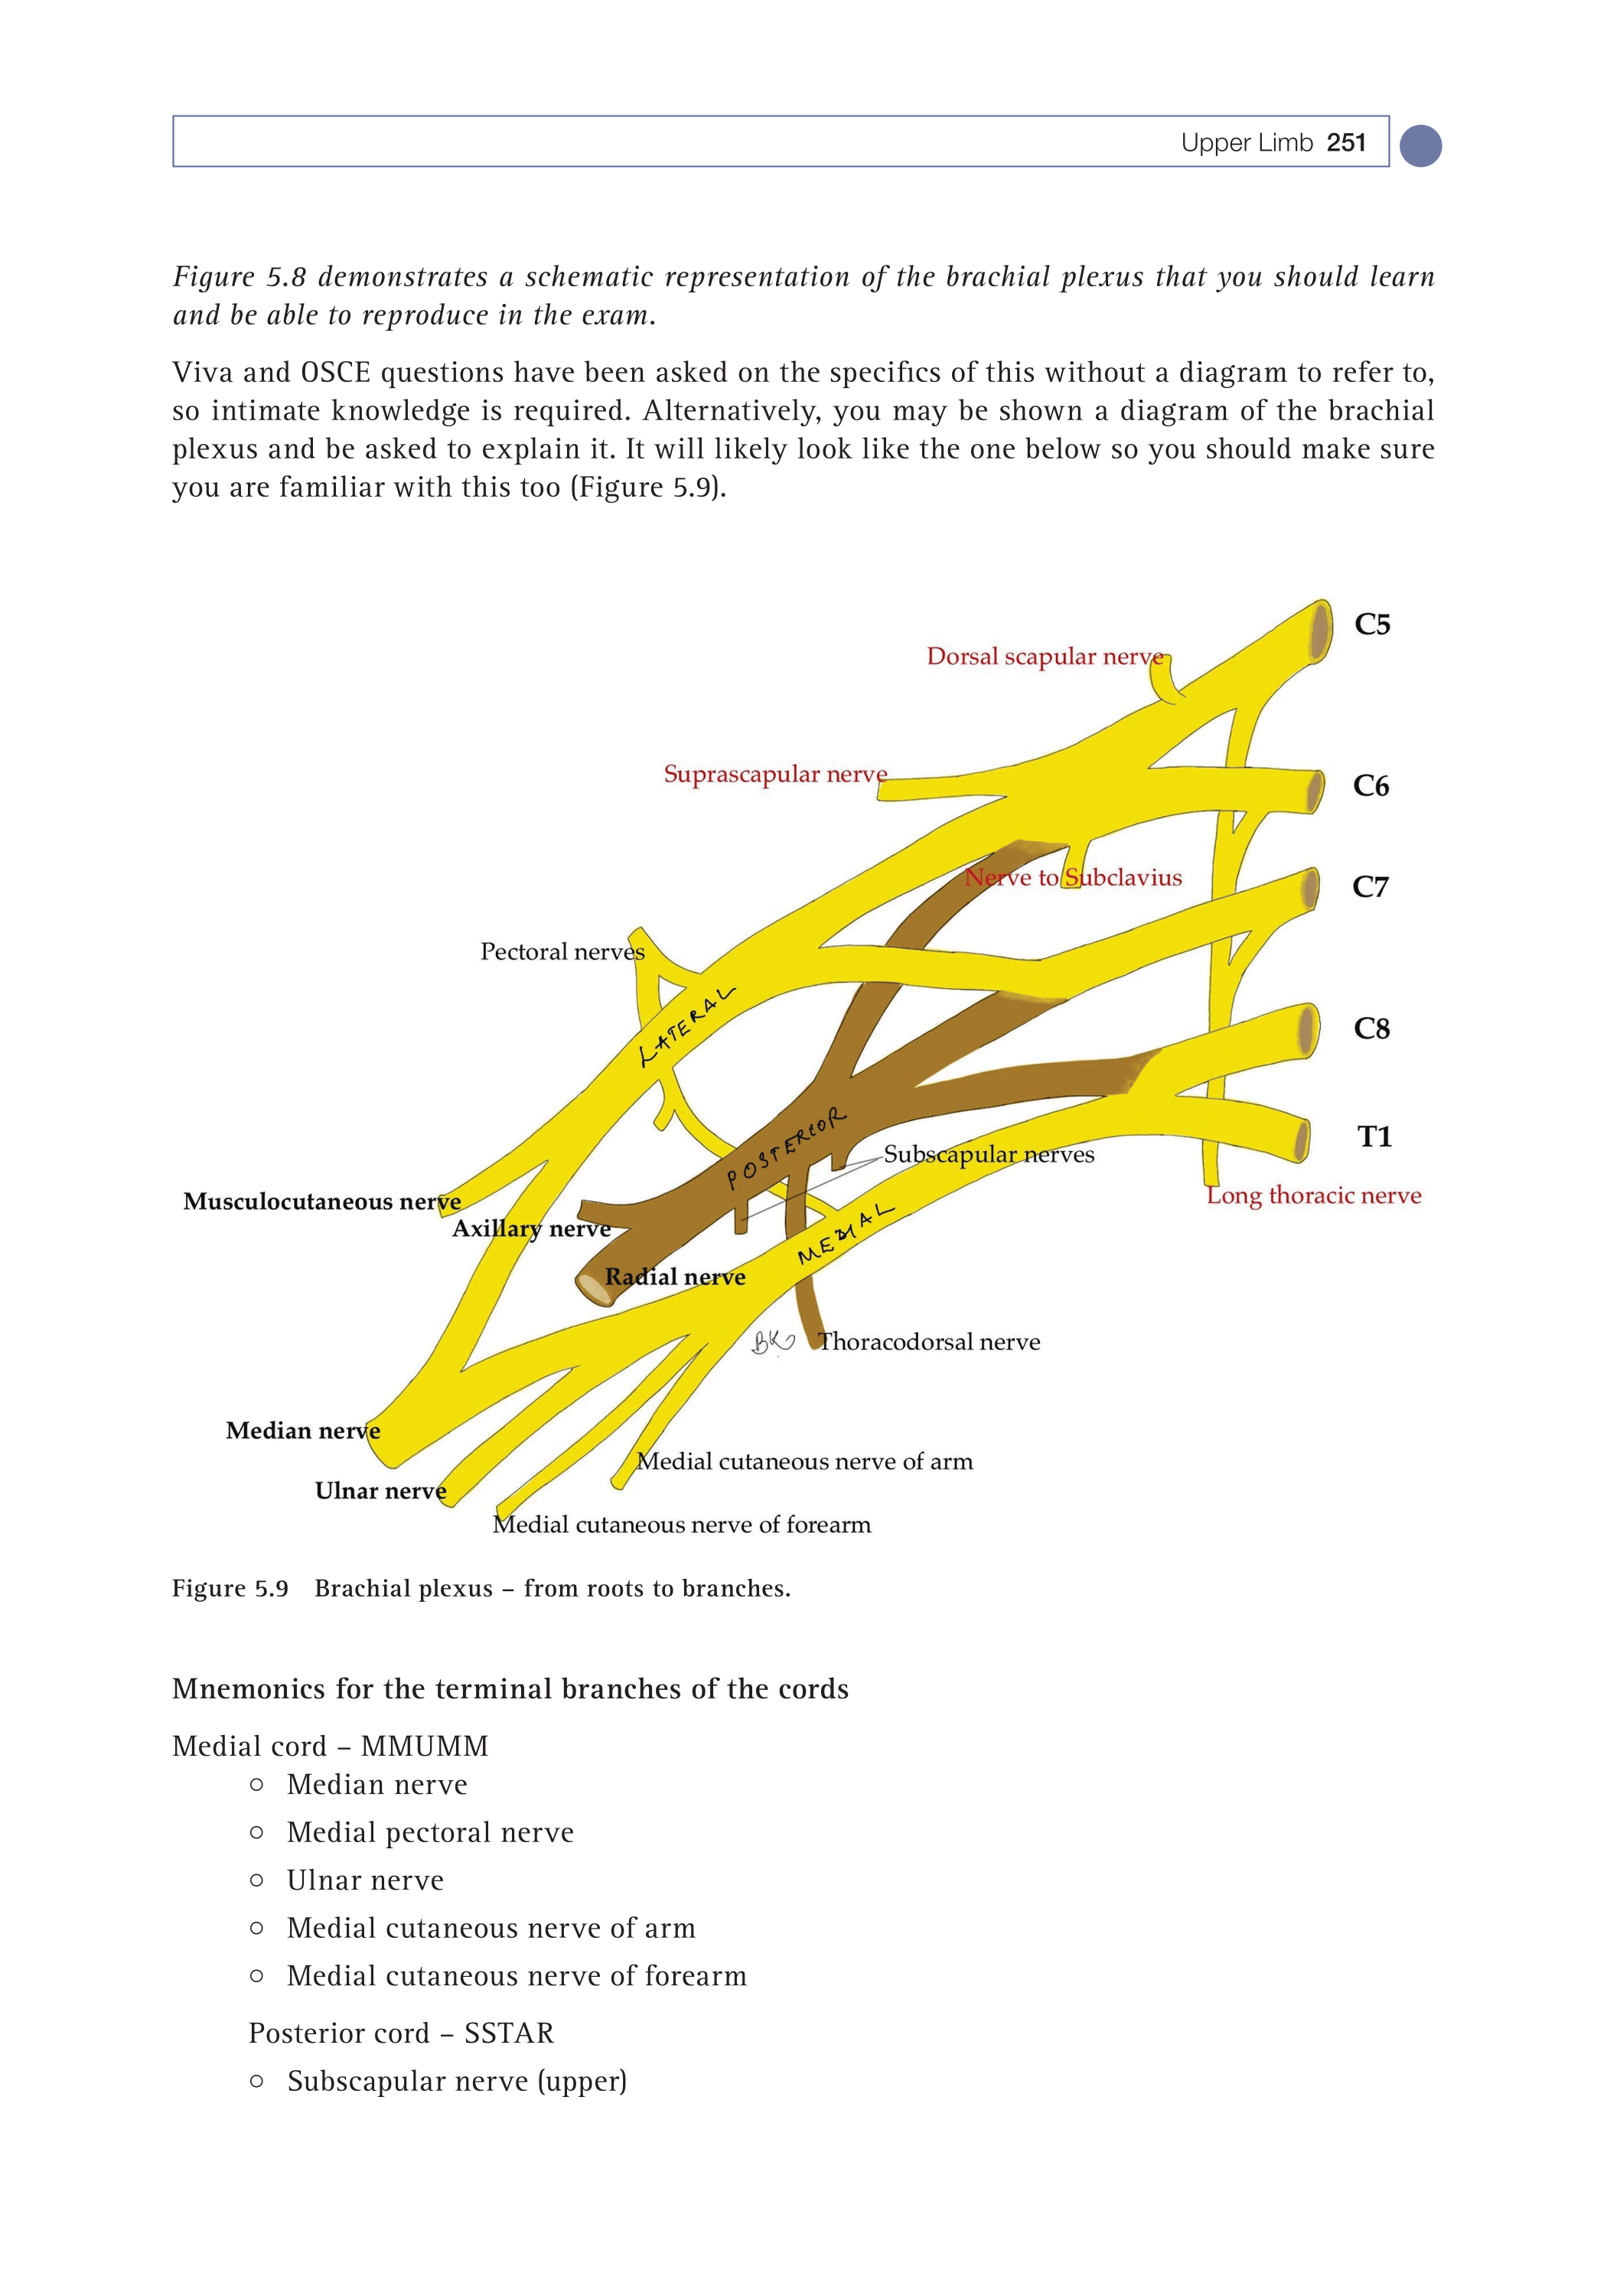 Upper Limb 251
Figure 5.8 demonstrates a schematic representation of the brachial plexus that you should learn
and be able to reproduce in the exam.
Viva and OSCE questions have been asked on the specifics of this without a diagram to refer to,
so intimate knowledge is required. Alternatively, you may be shown a diagram of the brachial
plexus and be asked to explain it. It will likely look like the one below so you should make sure
you are familiar with this too (Figure 5.9).
C5
Dorsal scapular nerve
Suprascapular nerve
C6
Nerve to Subclavius
C7
Pectoral nerves
LATERAL
C8
POSTERIOR
T1
Subscapular nerves
Long thoracic nerve
Musculocutaneous nerve
Axillary nerve
MEDIAL
Radial nerve
BK
Thoracodorsal nerve
Median nerve
Medial cutaneous nerve of arm
Ulnar nerve
Medial cutaneous nerve of forearm
Figure 5.9 Brachial plexus – from roots to branches.
Mnemonics for the terminal branches of the cords
Medial cord – MMUMM
○ Median nerve
○ Medial pectoral nerve
○ Ulnar nerve
○ Medial cutaneous nerve of arm
○ Medial cutaneous nerve of forearm
Posterior cord – SSTAR
○ Subscapular nerve (upper)